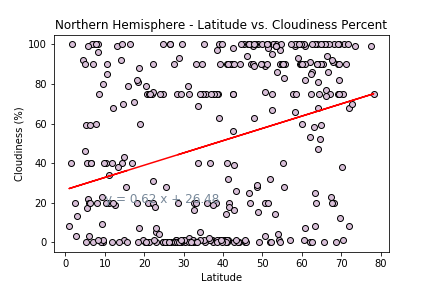 Northern Hemisphere - Latitude vs. Cloudiness Percent
Cloudiness (%)
100
80
60
40
20
0
y = 0.62 x + 26.48
0 10 20 30 40 50 60 70 80
Latitude